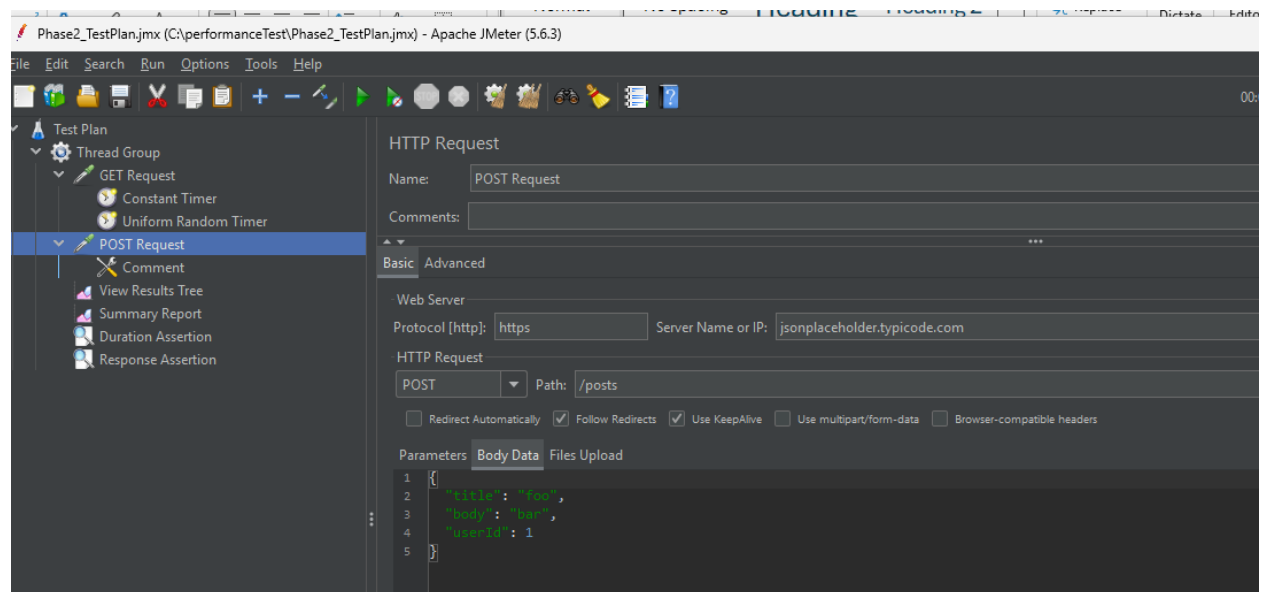 Phase2_TestPlan.jmx (C:\performanceTest\Phase2_TestPlan.jmx) - Apache JMeter (5.6.3)
File Edit Search Run Options Tools Help
STOP
00:
Test Plan
Thread Group
GET Request
Constant Timer
Uniform Random Timer
POST Request
Comment
View Results Tree
Summary Report
Duration Assertion
Response Assertion
HTTP Request
Name: POST Request
Comments:
Basic Advanced
Web Server
Protocol [http]: https Server Name or IP: jsonplaceholder.typicode.com
HTTP Request
POST Path: /posts
Redirect Automatically Follow Redirects Use KeepAlive Use multipart/form-data Browser-compatible headers
Parameters Body Data Files Upload
1 {
2 "title": "foo",
3 "body": "bar",
4 "userId": 1
5 }